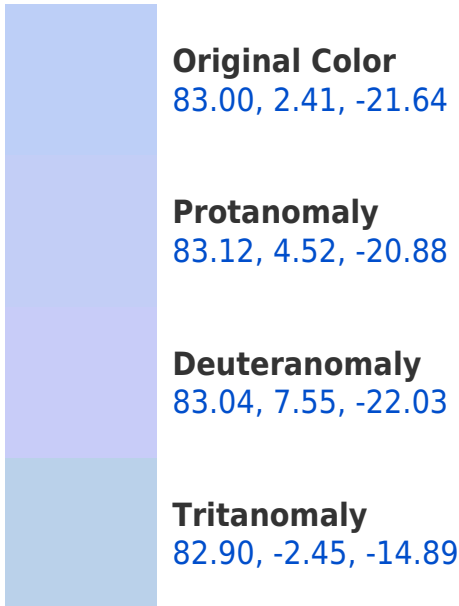 Original Color
83.00, 2.41, -21.64
Protanomaly
83.12, 4.52, -20.88
Deuteranomaly
83.04, 7.55, -22.03
Tritanomaly
82.90, -2.45, -14.89